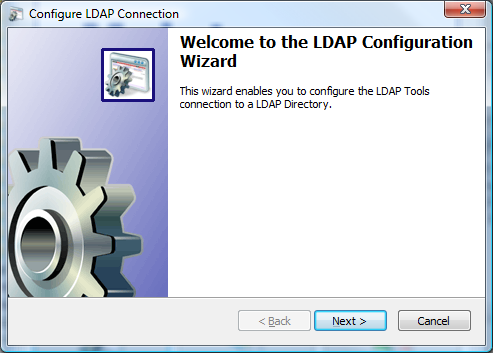 Configure LDAP Connection
Welcome to the LDAP Configuration
Wizard
This wizard enables you to configure the LDAP Tools
connection to a LDAP Directory.
< Back
Next >
Cancel